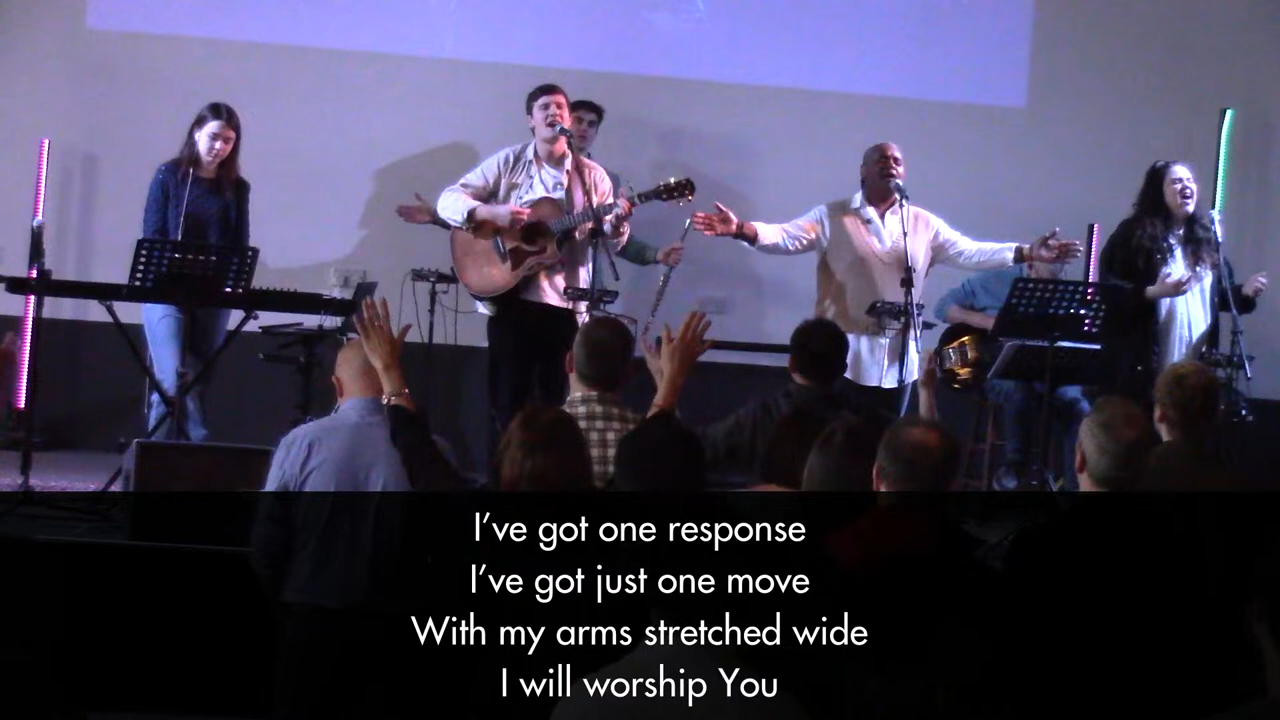 I’ve got one response
I’ve got just one move
With my arms stretched wide
I will worship You